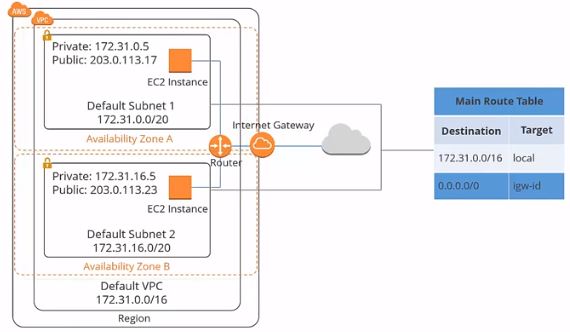 AWS
VPC
Private: 172.31.0.5
Public: 203.0.113.17
EC2 Instance
Default Subnet 1
172.31.0.0/20
Availability Zone A
Internet Gateway
Router
Private: 172.31.16.5
Public: 203.0.113.23
EC2 Instance
Default Subnet 2
172.31.16.0/20
Availability Zone B
Default VPC
172.31.0.0/16
Region
Main Route Table
Destination Target
172.31.0.0/16 local
0.0.0.0/0 igw-id